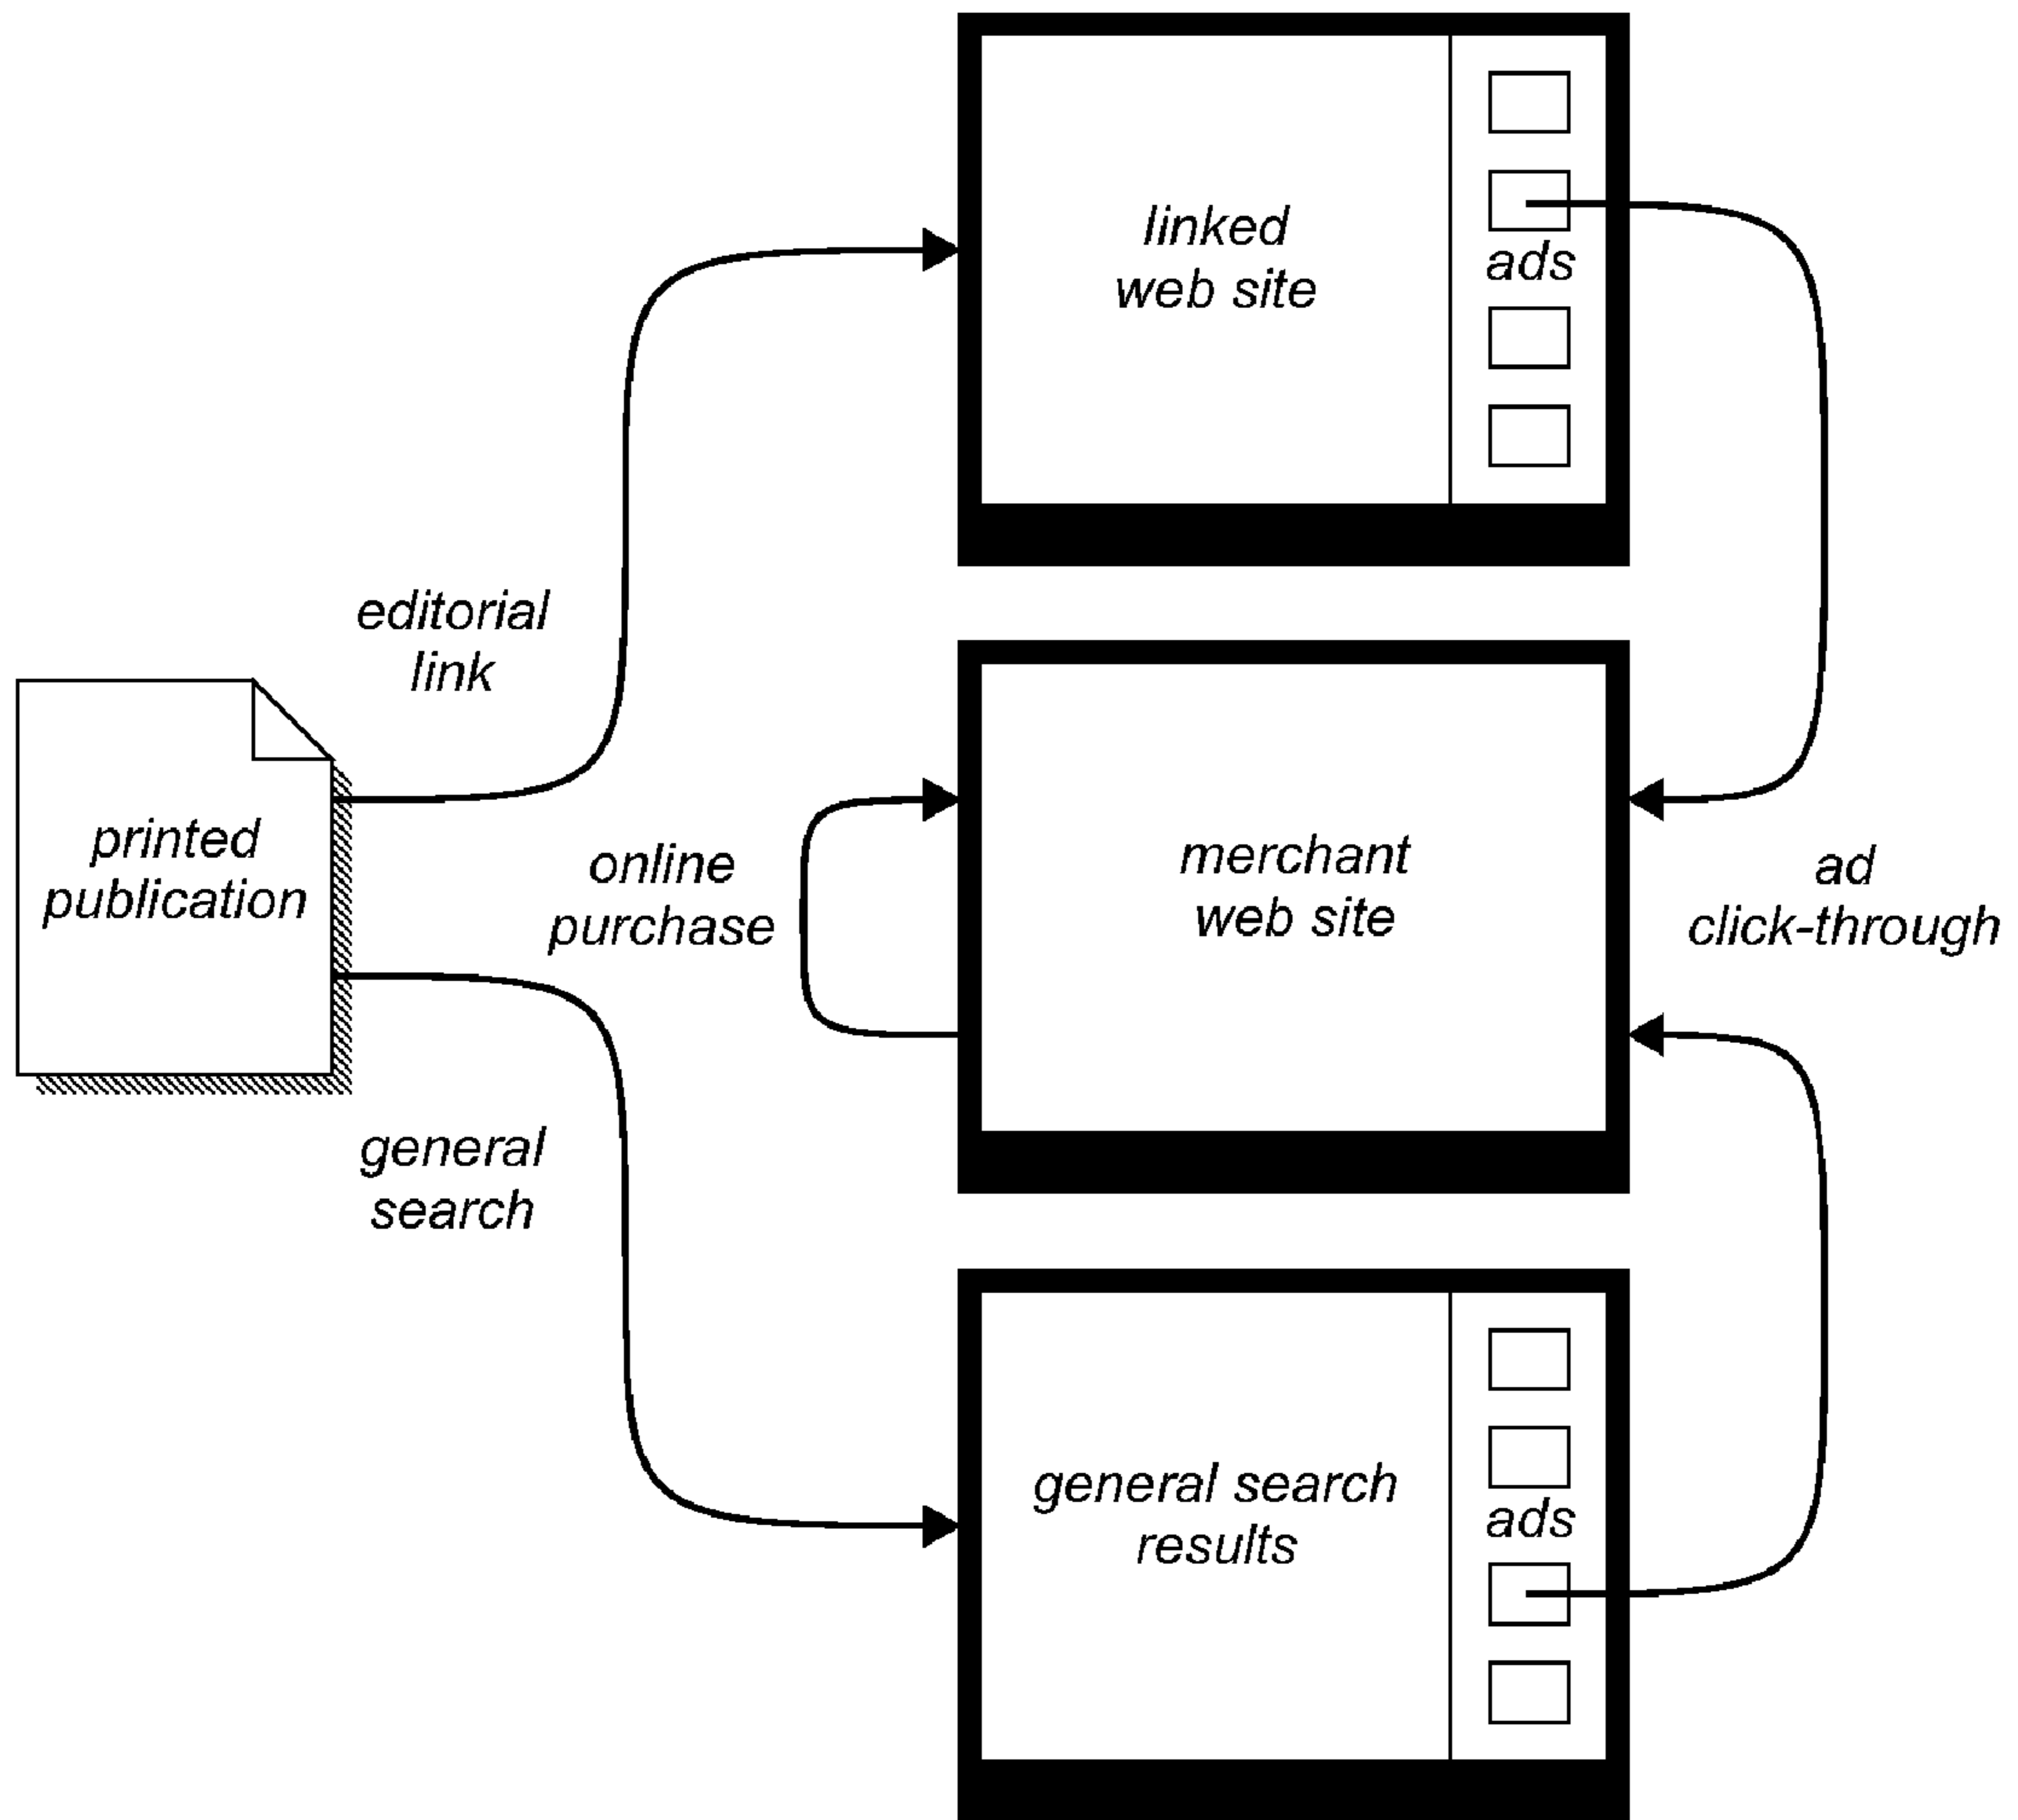 linked
web site
ads
editorial
link
printed
publication
online
purchase
merchant
web site
ad
click-through
general
search
general search
results
ads